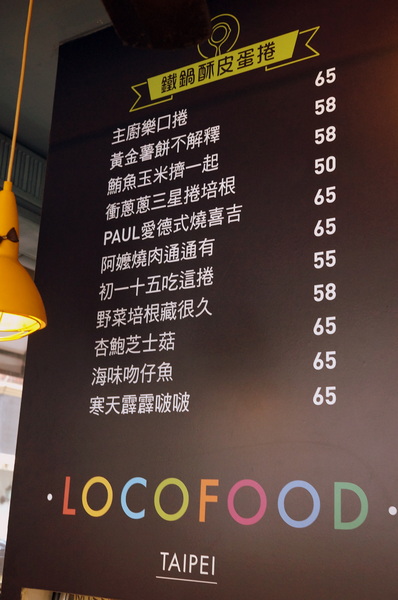 鐵鍋酥皮蛋捲
主廚樂口捲 65
黃金薯餅不解釋 58
鮪魚玉米擠一起 58
衝蔥蔥三星捲培根 50
PAUL愛德式燒喜吉 65
阿嬤燒肉通通有 65
初一十五吃這捲 55
野菜培根藏很久 58
杏鮑芝士菇 65
海味吻仔魚 65
寒天霹霹啵啵 65
· LOCOFOOD ·
TAIPEI